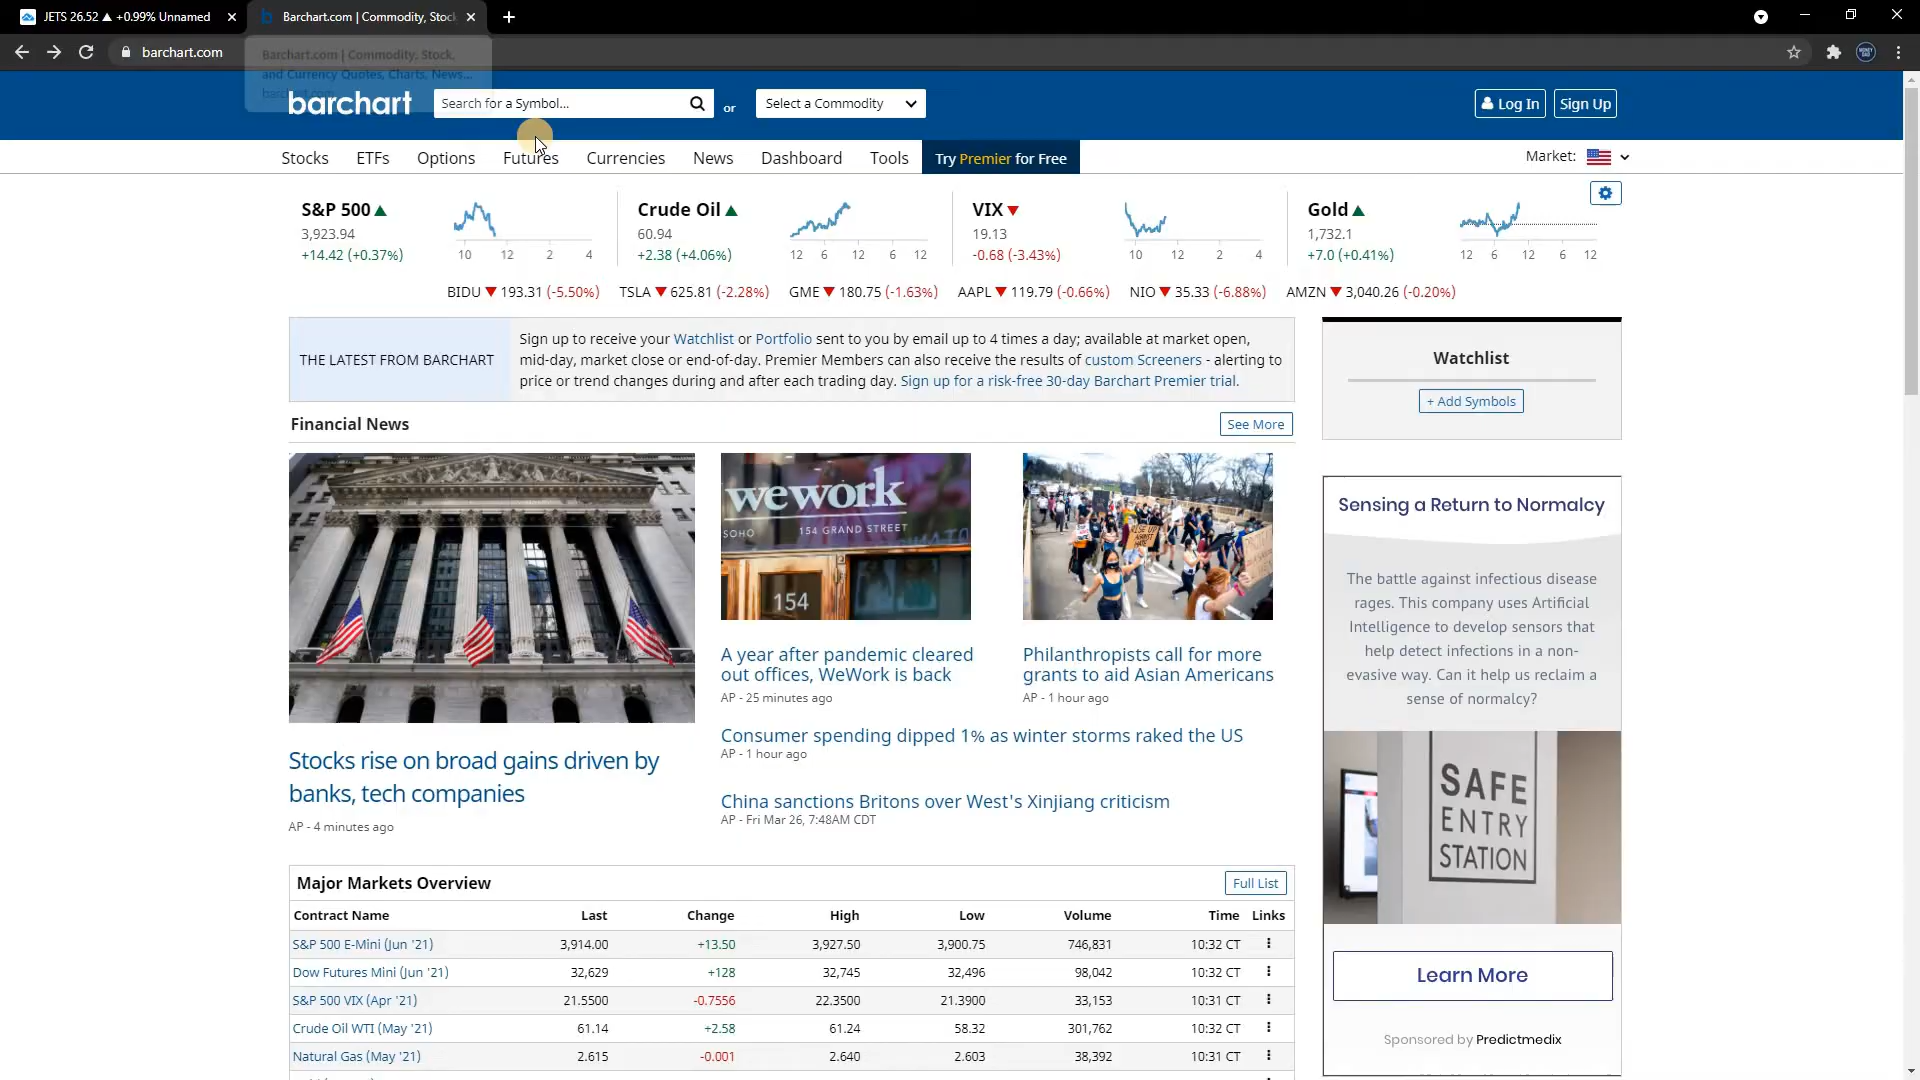 JETS 26.52 ▲ +0.99% Unnamed
Barchart.com | Commodity, Stock
barchart.com
Barchart.com | Commodity, Stock,
and Currency Quotes, Charts, News...
barchart
Search for a Symbol...
or
Select a Commodity
Log In
Sign Up
Stocks
ETFs
Options
Futures
Currencies
News
Dashboard
Tools
Try Premier for Free
Market:
S&P 500 ▲
3,923.94
+14.42 (+0.37%)
10 12 2 4
Crude Oil ▲
60.94
+2.38 (+4.06%)
12 6 12 6 12
VIX ▼
19.13
-0.68 (-3.43%)
10 12 2 4
Gold ▲
1,732.1
+7.0 (+0.41%)
12 6 12 6 12
BIDU ▼ 193.31 (-5.50%) TSLA ▼ 625.81 (-2.28%) GME ▼ 180.75 (-1.63%) AAPL ▼ 119.79 (-0.66%) NIO ▼ 35.33 (-6.88%) AMZN ▼ 3,040.26 (-0.20%)
THE LATEST FROM BARCHART
Sign up to receive your Watchlist or Portfolio sent to you by email up to 4 times a day; available at market open,
mid-day, market close or end-of-day. Premier Members can also receive the results of custom Screeners - alerting to
price or trend changes during and after each trading day. Sign up for a risk-free 30-day Barchart Premier trial.
Watchlist
+ Add Symbols
Financial News
See More
wework
SOHO 154 GRAND STREET
154
Stocks rise on broad gains driven by
banks, tech companies
AP - 4 minutes ago
A year after pandemic cleared
out offices, WeWork is back
AP - 25 minutes ago
Philanthropists call for more
grants to aid Asian Americans
AP - 1 hour ago
Consumer spending dipped 1% as winter storms raked the US
AP - 1 hour ago
China sanctions Britons over West's Xinjiang criticism
AP - Fri Mar 26, 7:48AM CDT
Sensing a Return to Normalcy
The battle against infectious disease
rages. This company uses Artificial
Intelligence to develop sensors that
help detect infections in a non-
evasive way. Can it help us reclaim a
sense of normalcy?
SAFE
ENTRY
STATION
Learn More
Sponsored by Predictmedix
Major Markets Overview
Full List
Contract Name Last Change High Low Volume Time Links
S&P 500 E-Mini (Jun '21) 3,914.00 +13.50 3,927.50 3,900.75 746,831 10:32 CT
Dow Futures Mini (Jun '21) 32,629 +128 32,745 32,496 98,042 10:32 CT
S&P 500 VIX (Apr '21) 21.5500 -0.7556 22.3500 21.3900 33,153 10:31 CT
Crude Oil WTI (May '21) 61.14 +2.58 61.24 58.32 301,762 10:32 CT
Natural Gas (May '21) 2.615 -0.001 2.640 2.603 38,392 10:31 CT